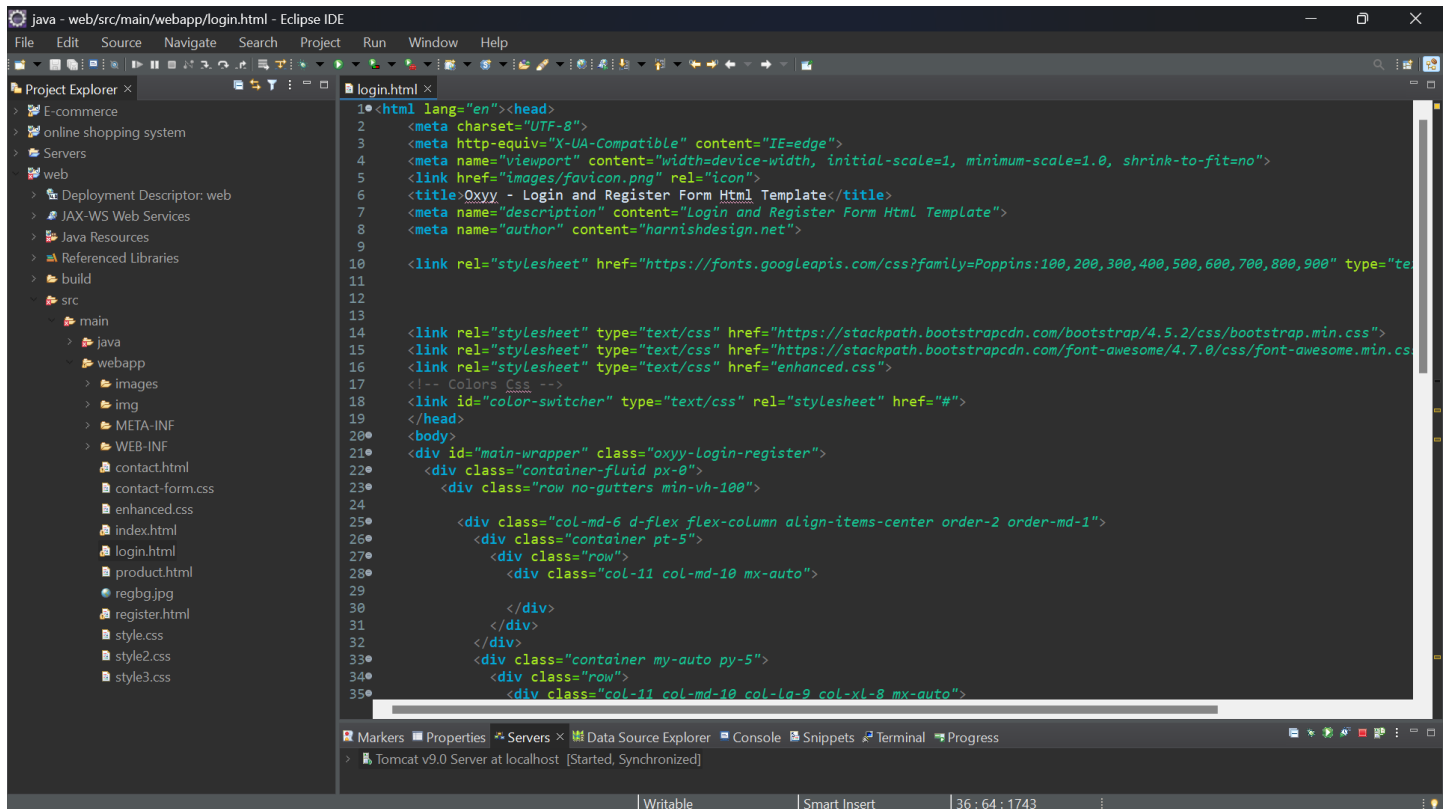 java - web/src/main/webapp/login.html - Eclipse IDE
File Edit Source Navigate Search Project Run Window Help
Project Explorer
E-commerce
online shopping system
Servers
web
Deployment Descriptor: web
JAX-WS Web Services
Java Resources
Referenced Libraries
build
src
main
java
webapp
images
img
META-INF
WEB-INF
contact.html
contact-form.css
enhanced.css
index.html
login.html
product.html
regbg.jpg
register.html
style.css
style2.css
style3.css
login.html
1 <html lang="en"><head>
2 <meta charset="UTF-8">
3 <meta http-equiv="X-UA-Compatible" content="IE=edge">
4 <meta name="viewport" content="width=device-width, initial-scale=1, minimum-scale=1.0, shrink-to-fit=no">
5 <link href="images/favicon.png" rel="icon">
6 <title>Oxyy - Login and Register Form Html Template</title>
7 <meta name="description" content="Login and Register Form Html Template">
8 <meta name="author" content="harnishdesign.net">
9
10 <link rel="stylesheet" href="https://fonts.googleapis.com/css?family=Poppins:100,200,300,400,500,600,700,800,900" type="te
11
12
13
14 <link rel="stylesheet" type="text/css" href="https://stackpath.bootstrapcdn.com/bootstrap/4.5.2/css/bootstrap.min.css">
15 <link rel="stylesheet" type="text/css" href="https://stackpath.bootstrapcdn.com/font-awesome/4.7.0/css/font-awesome.min.cs
16 <link rel="stylesheet" type="text/css" href="enhanced.css">
17 <!-- Colors Css -->
18 <link id="color-switcher" type="text/css" rel="stylesheet" href="#">
19 </head>
20 <body>
21 <div id="main-wrapper" class="oxyy-login-register">
22 <div class="container-fluid px-0">
23 <div class="row no-gutters min-vh-100">
24
25 <div class="col-md-6 d-flex flex-column align-items-center order-2 order-md-1">
26 <div class="container pt-5">
27 <div class="row">
28 <div class="col-11 col-md-10 mx-auto">
29
30 </div>
31 </div>
32 </div>
33 <div class="container my-auto py-5">
34 <div class="row">
35 <div class="col-11 col-md-10 col-lg-9 col-xl-8 mx-auto">
Markers Properties Servers Data Source Explorer Console Snippets Terminal Progress
Tomcat v9.0 Server at localhost [Started, Synchronized]
Writable Smart Insert 36 : 64 : 1743